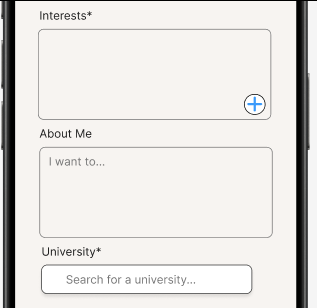 Interests*
About Me
I want to...
University*
Search for a university...